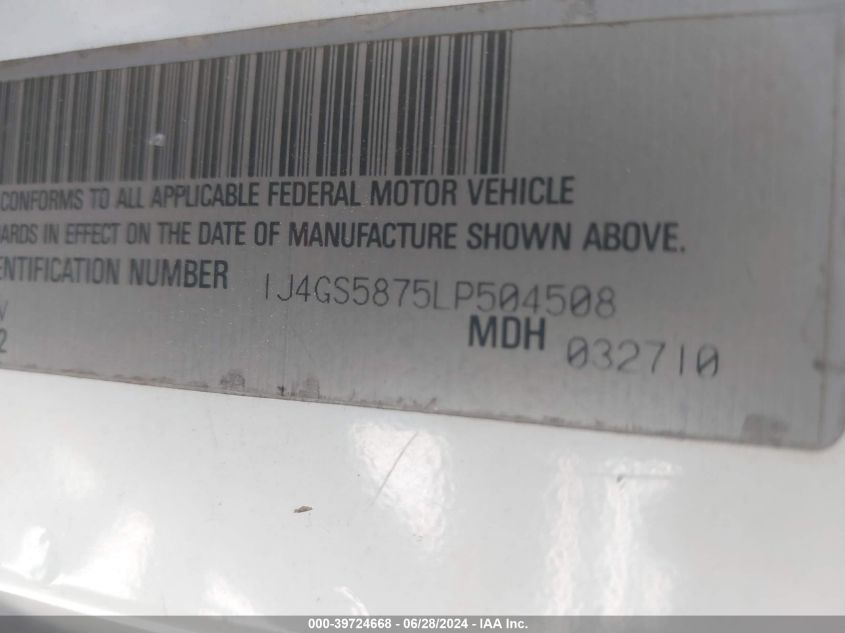 CONFORMS TO ALL APPLICABLE FEDERAL MOTOR VEHICLE
ARDS IN EFFECT ON THE DATE OF MANUFACTURE SHOWN ABOVE.
ENTIFICATION NUMBER 1J4GS5875LP504508
V
2
MDH 032710
000-39724668 - 06/28/2024 - IAA Inc.